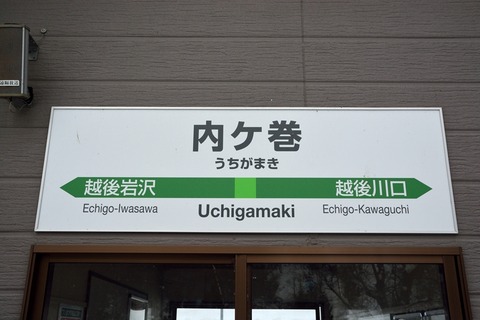 内ケ巻
うちがまき
越後岩沢 越後川口
Echigo-Iwasawa Uchigamaki Echigo-Kawaguchi